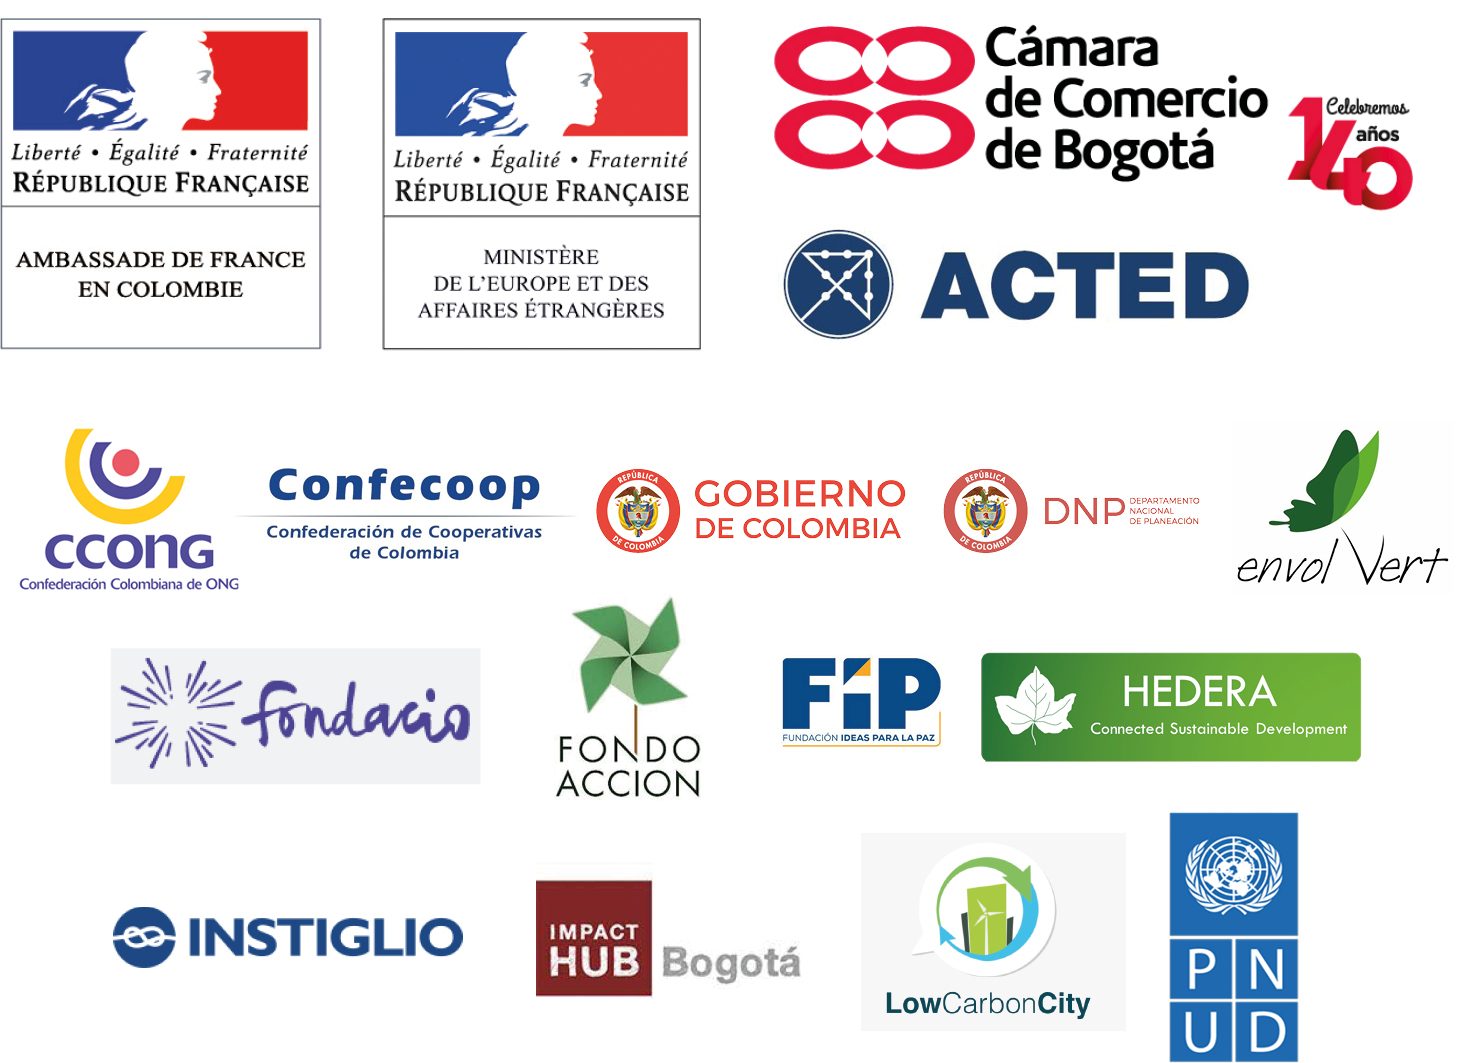 Liberté • Égalité • Fraternité
RÉPUBLIQUE FRANÇAISE
AMBASSADE DE FRANCE
EN COLOMBIE
Liberté • Égalité • Fraternité
RÉPUBLIQUE FRANÇAISE
MINISTÈRE
DE L'EUROPE ET DES
AFFAIRES ÉTRANGÈRES
Cámara
de Comercio
de Bogotá
Celebremos
140 años
ACTED
CCONG
Confederación Colombiana de ONG
Confecoop
Confederación de Cooperativas
de Colombia
REPÚBLICA
DE COLOMBIA
GOBIERNO
DE COLOMBIA
REPÚBLICA
DE COLOMBIA
DNP
DEPARTAMENTO
NACIONAL
DE PLANEACIÓN
envol Vert
fondacio
FONDO
ACCION
FIP
FUNDACIÓN IDEAS PARA LA PAZ
HEDERA
Connected Sustainable Development
INSTIGLIO
IMPACT
HUB
Bogotá
LowCarbonCity
PN
UD